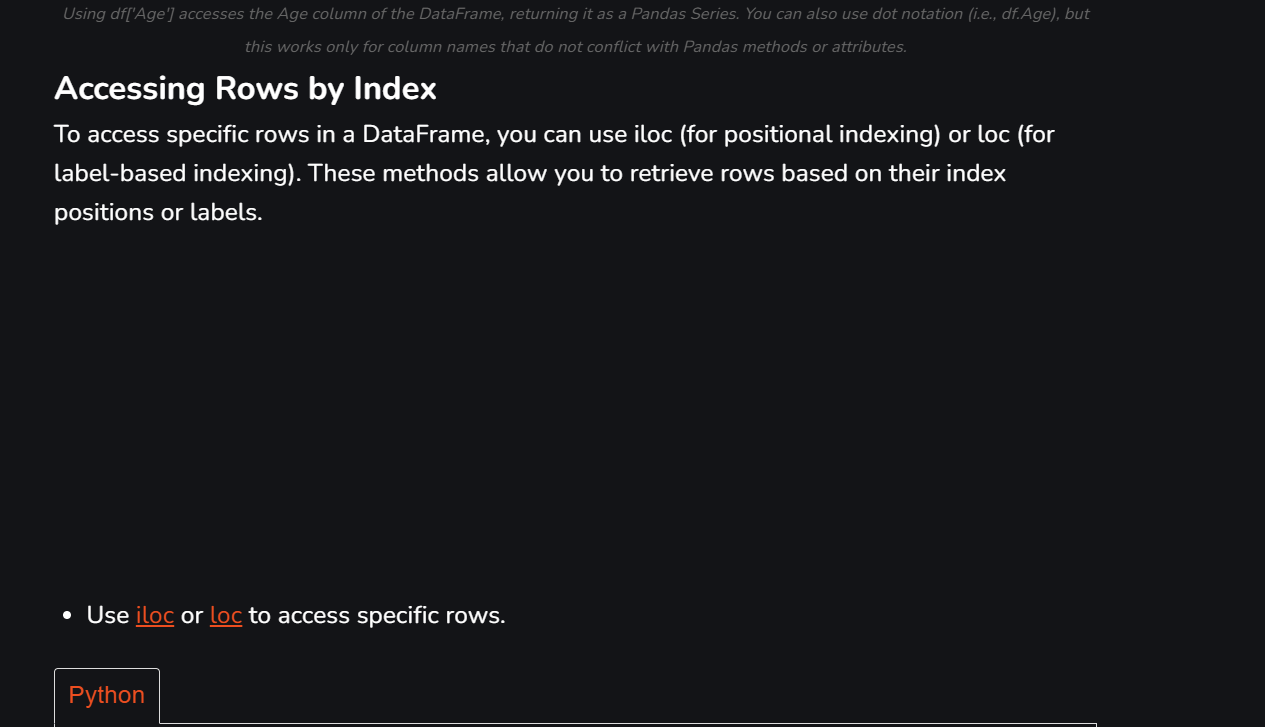 Using df['Age'] accesses the Age column of the DataFrame, returning it as a Pandas Series. You can also use dot notation (i.e., df.Age), but
this works only for column names that do not conflict with Pandas methods or attributes.
Accessing Rows by Index
To access specific rows in a DataFrame, you can use iloc (for positional indexing) or loc (for
label-based indexing). These methods allow you to retrieve rows based on their index
positions or labels.
• Use iloc or loc to access specific rows.
Python